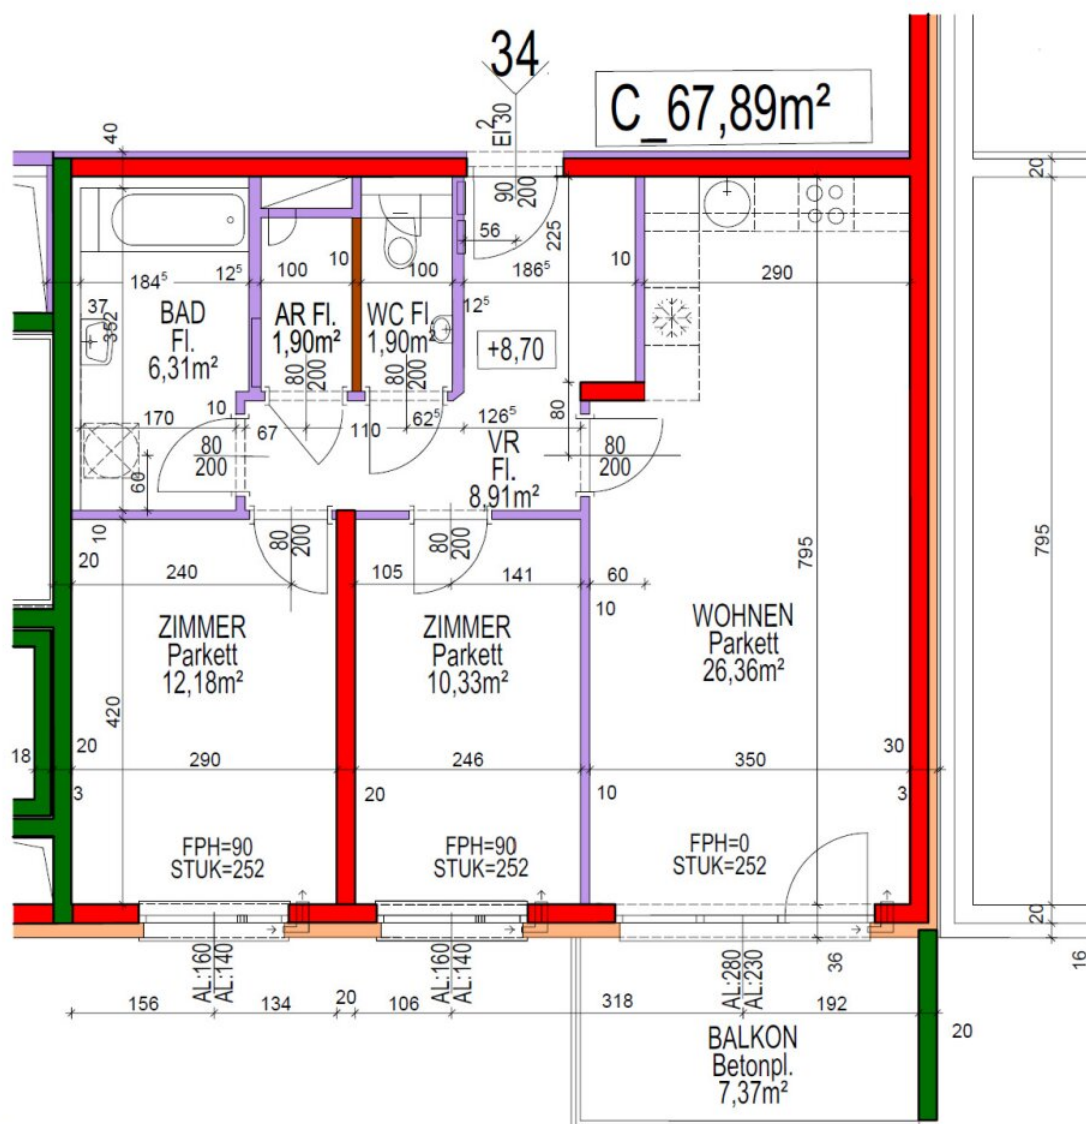 34
C_67,89m²
EI²30
40
90
200
56
225
20
184⁵
12⁵
100
10
100
186⁵
10
290
37
352
BAD
Fl.
6,31m²
AR Fl.
1,90m²
WC Fl.
1,90m²
12⁵
+8,70
80
200
80
200
80
170
10
67
110
62⁵
126⁵
VR
Fl.
8,91m²
80
200
80
200
60
10
20
240
80
200
105
80
200
141
60
10
795
795
ZIMMER
Parkett
12,18m²
ZIMMER
Parkett
10,33m²
WOHNEN
Parkett
26,36m²
420
18
20
290
246
350
30
3
20
10
3
FPH=90
STUK=252
FPH=90
STUK=252
FPH=0
STUK=252
20
16
AL:160
AL:140
AL:160
AL:140
AL:280
AL:230
36
156
134
20
106
318
192
20
BALKON
Betonpl.
7,37m²